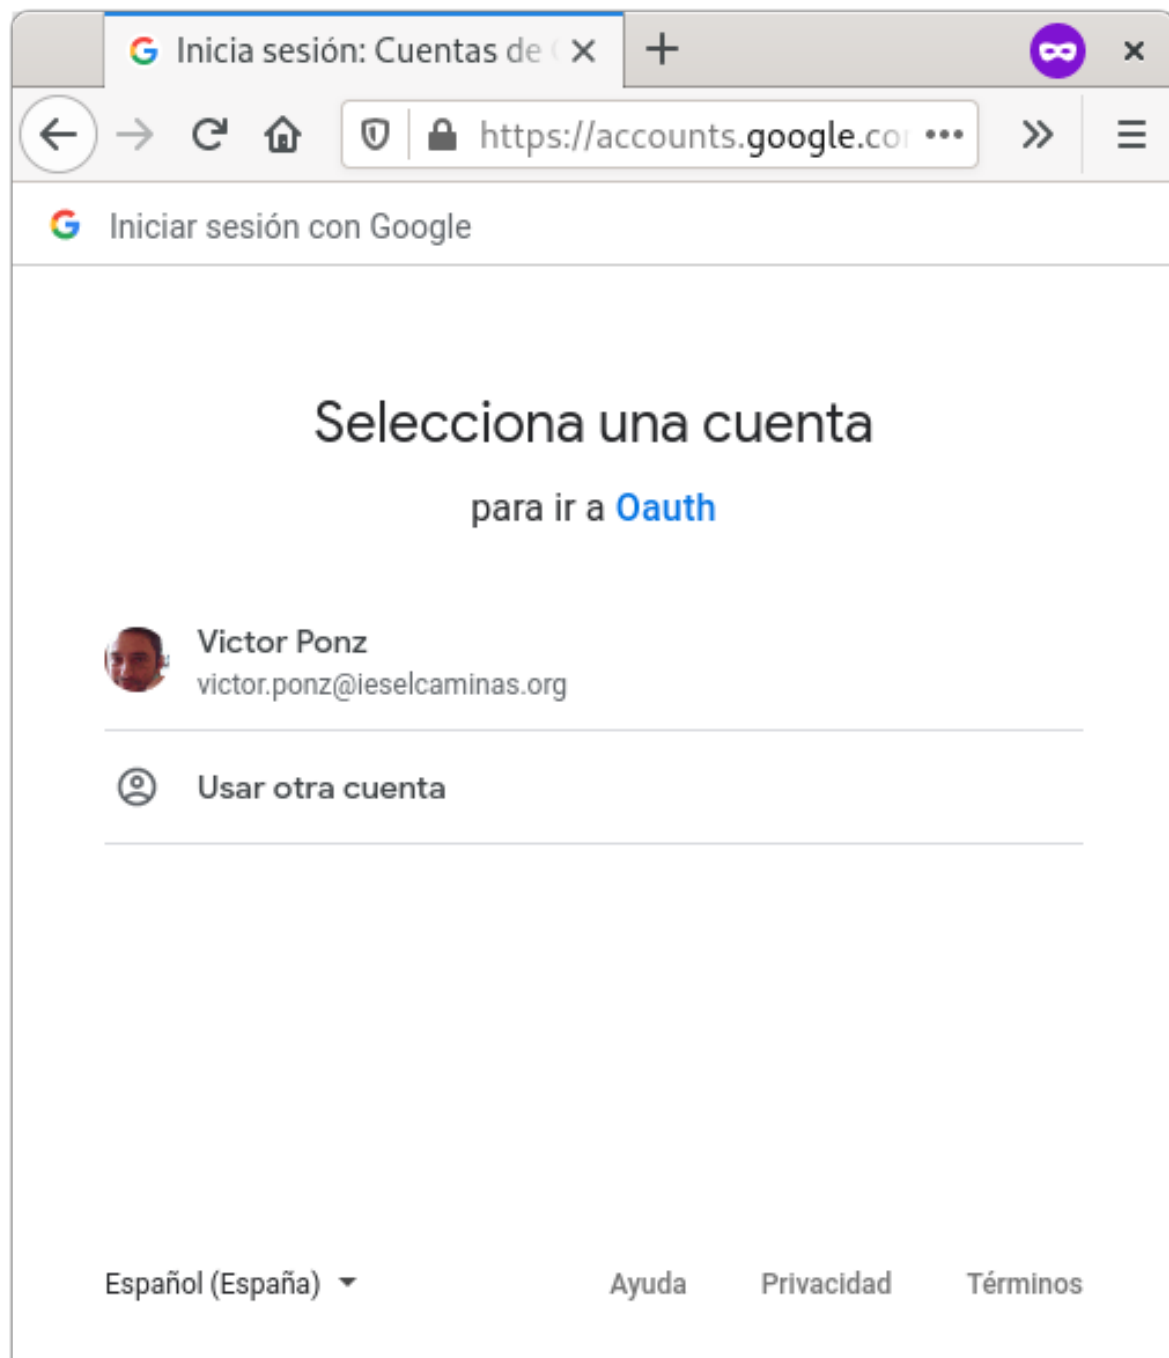 Inicia sesión: Cuentas de
https://accounts.google.co
Iniciar sesión con Google
Selecciona una cuenta
para ir a Oauth
Victor Ponz
victor.ponz@ieselcaminas.org
Usar otra cuenta
Español (España)
Ayuda
Privacidad
Términos